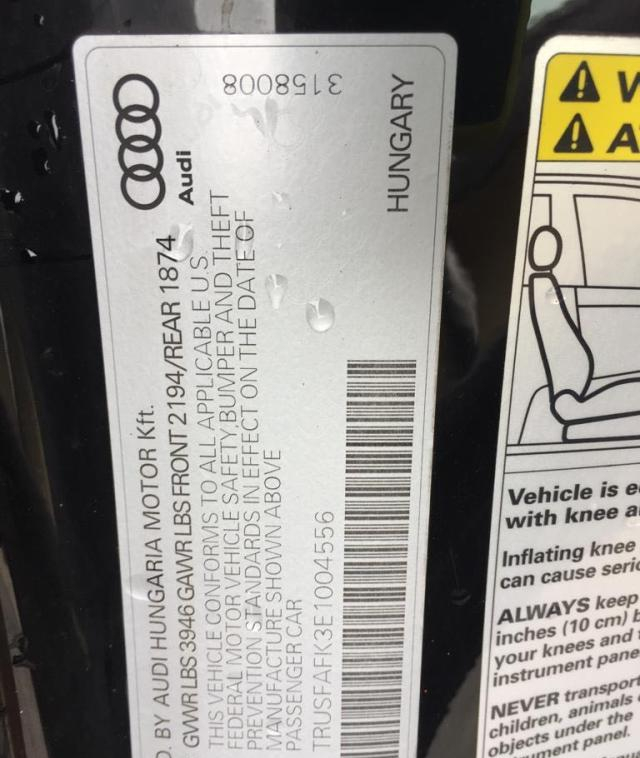 Audi
3158008
D. BY AUDI HUNGARIA MOTOR Kft.
GVWR LBS 3946 GAWR LBS FRONT 2194/REAR 1874
THIS VEHICLE CONFORMS TO ALL APPLICABLE U.S.
FEDERAL MOTOR VEHICLE SAFETY,BUMPER AND THEFT
PREVENTION STANDARDS IN EFFECT ON THE DATE OF
MANUFACTURE SHOWN ABOVE
PASSENGER CAR
TRUSFAFK3E1004556
HUNGARY
Vehicle is
with knee
Inflating knee
can cause
ALWAYS keep
inches (10 cm)
your knees and
instrument
NEVER transport
children, animals
objects under the
instrument panel.